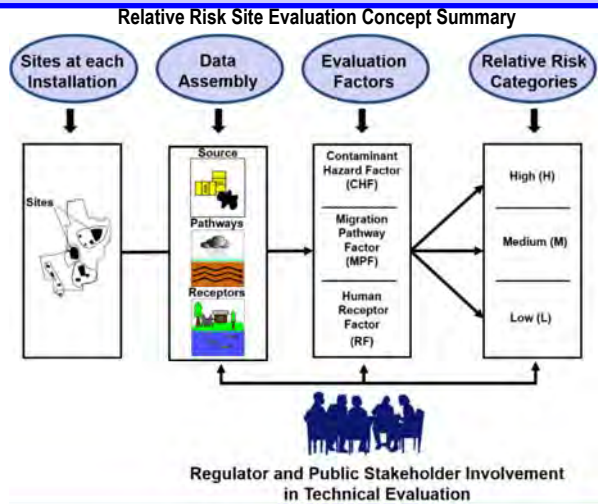 Relative Risk Site Evaluation Concept Summary
Sites at each
Installation
Data
Assembly
Evaluation
Factors
Relative Risk
Categories
Sites
Source
Pathways
Receptors
Contaminant
Hazard Factor
(CHF)
Migration
Pathway
Factor
(MPF)
Human
Receptor
Factor
(RF)
High (H)
Medium (M)
Low (L)
Regulator and Public Stakeholder Involvement
in Technical Evaluation